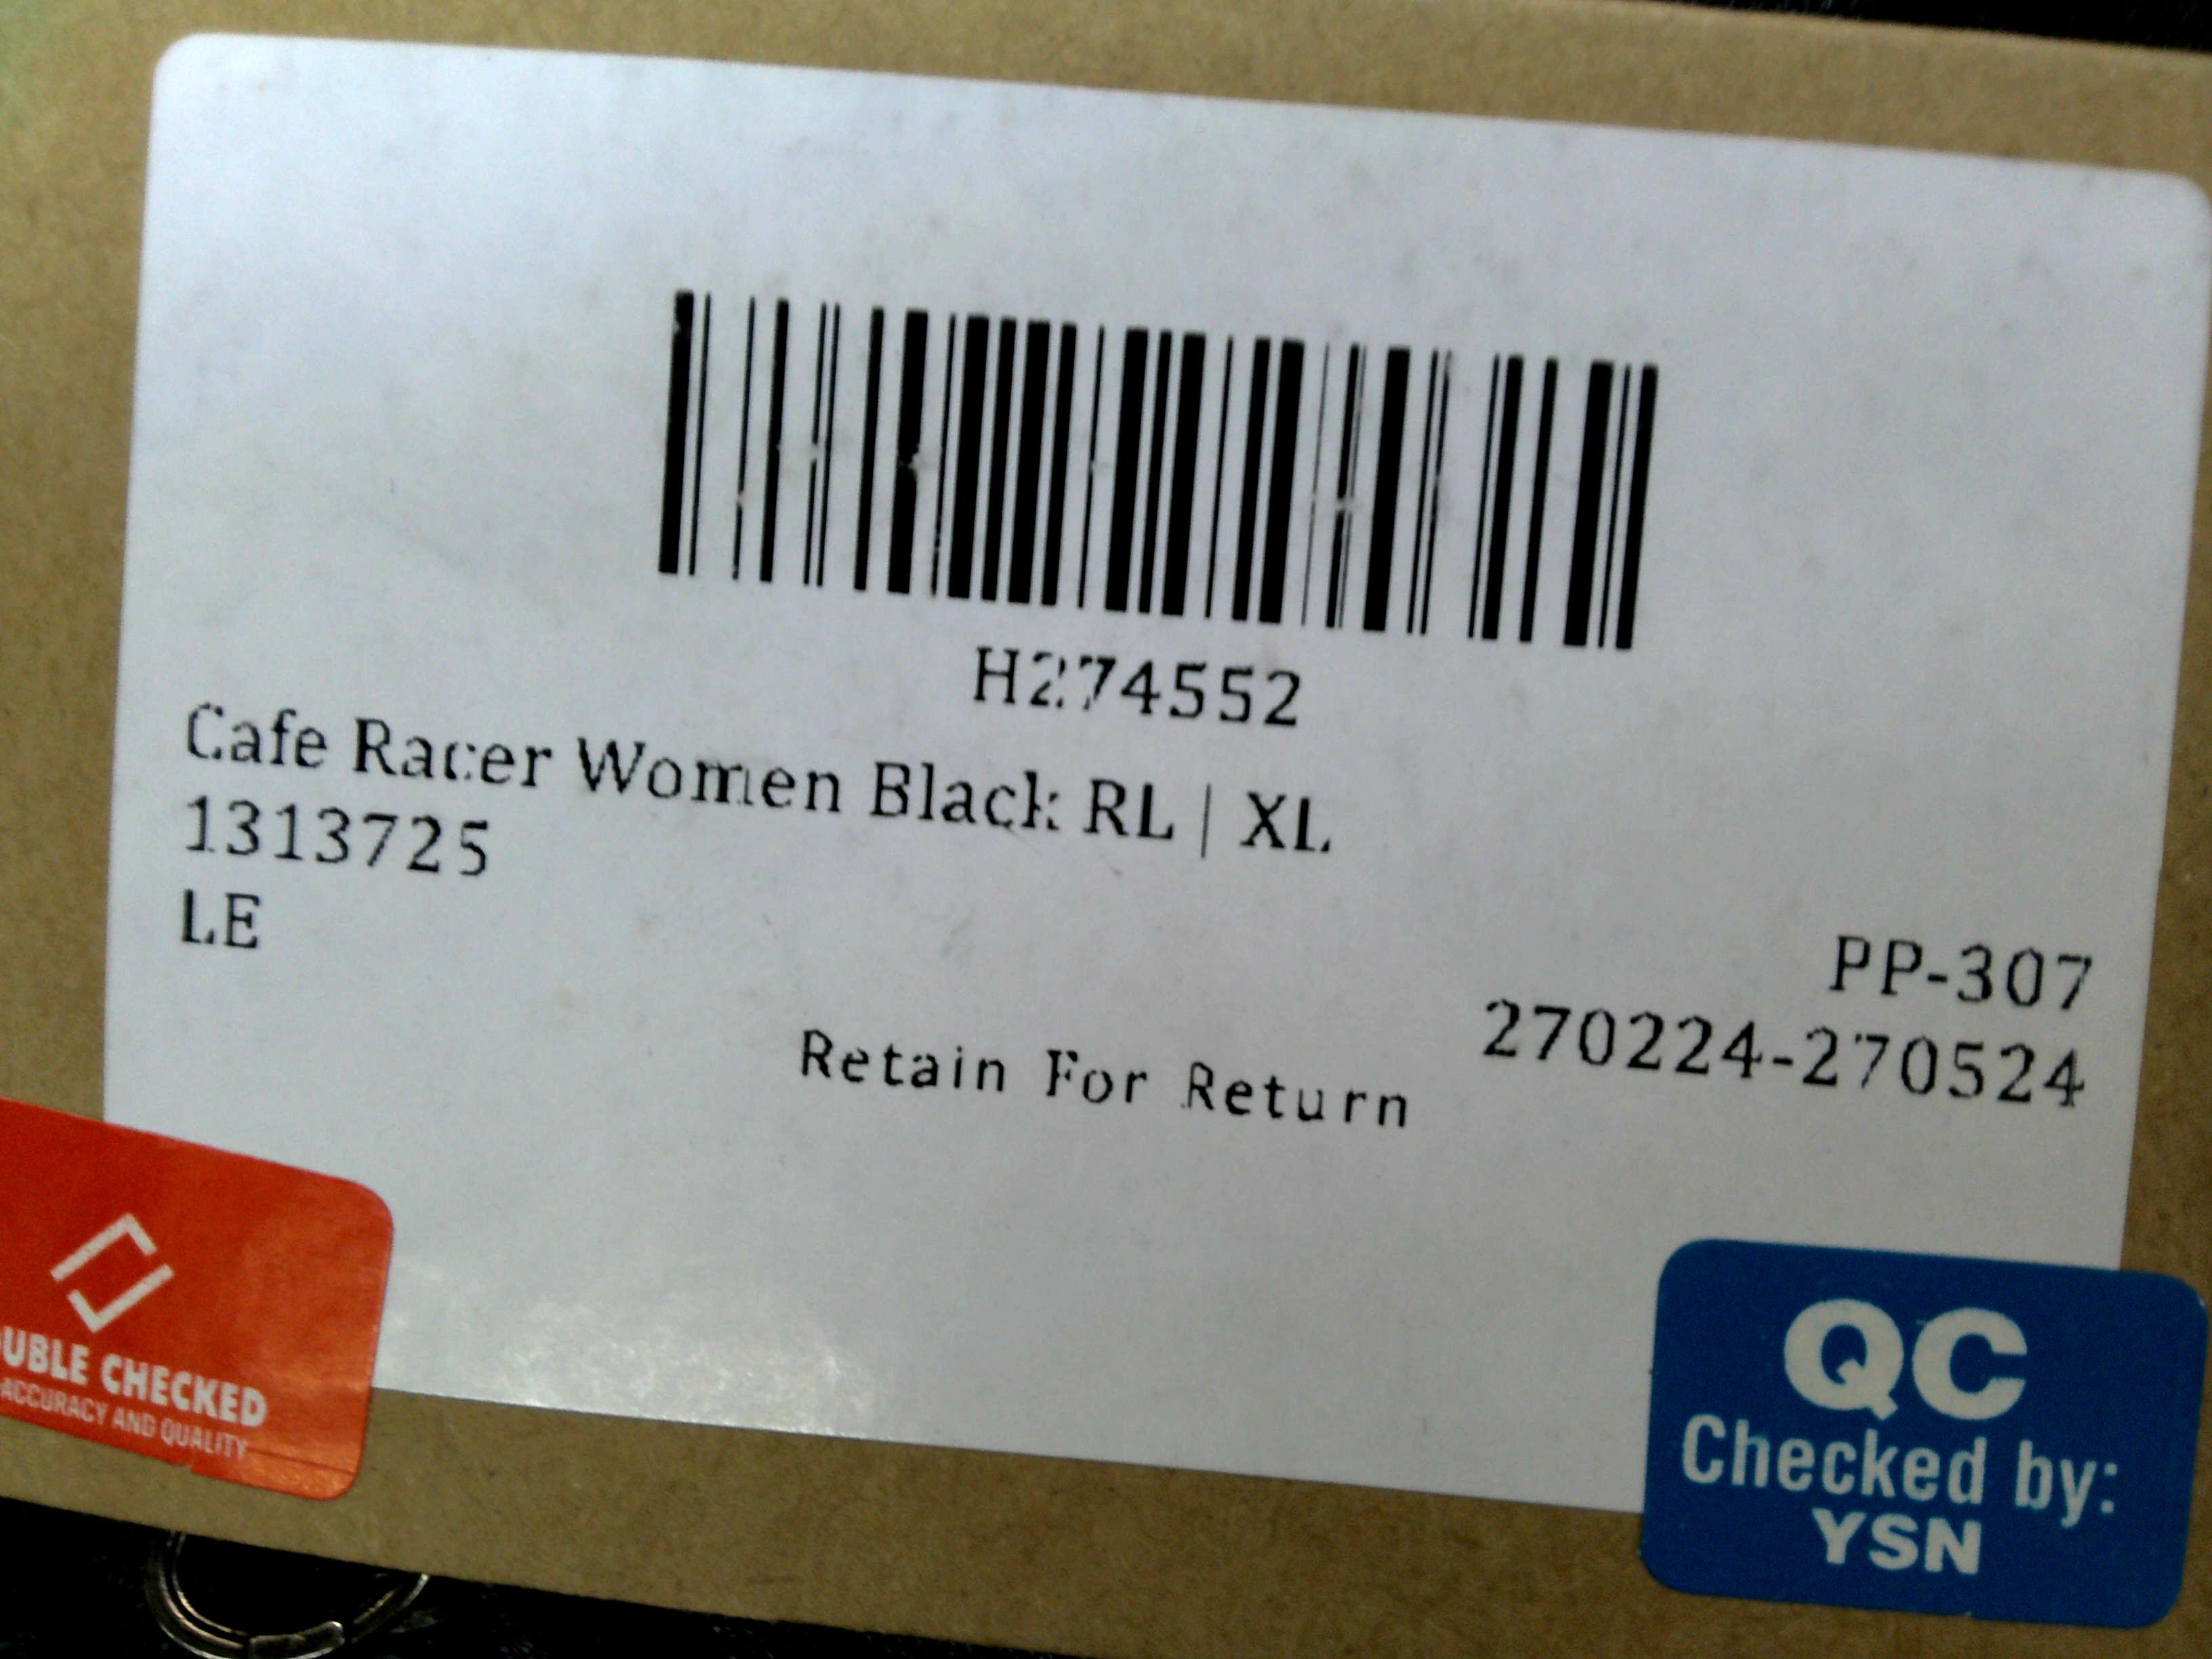 H274552
Cafe Racer Women Black RL | XL
1313725
LE
PP-307
270224-270524
Retain For Return
UBLE CHECKED
ACCURACY AND QUALITY
QC
Checked by:
YSN